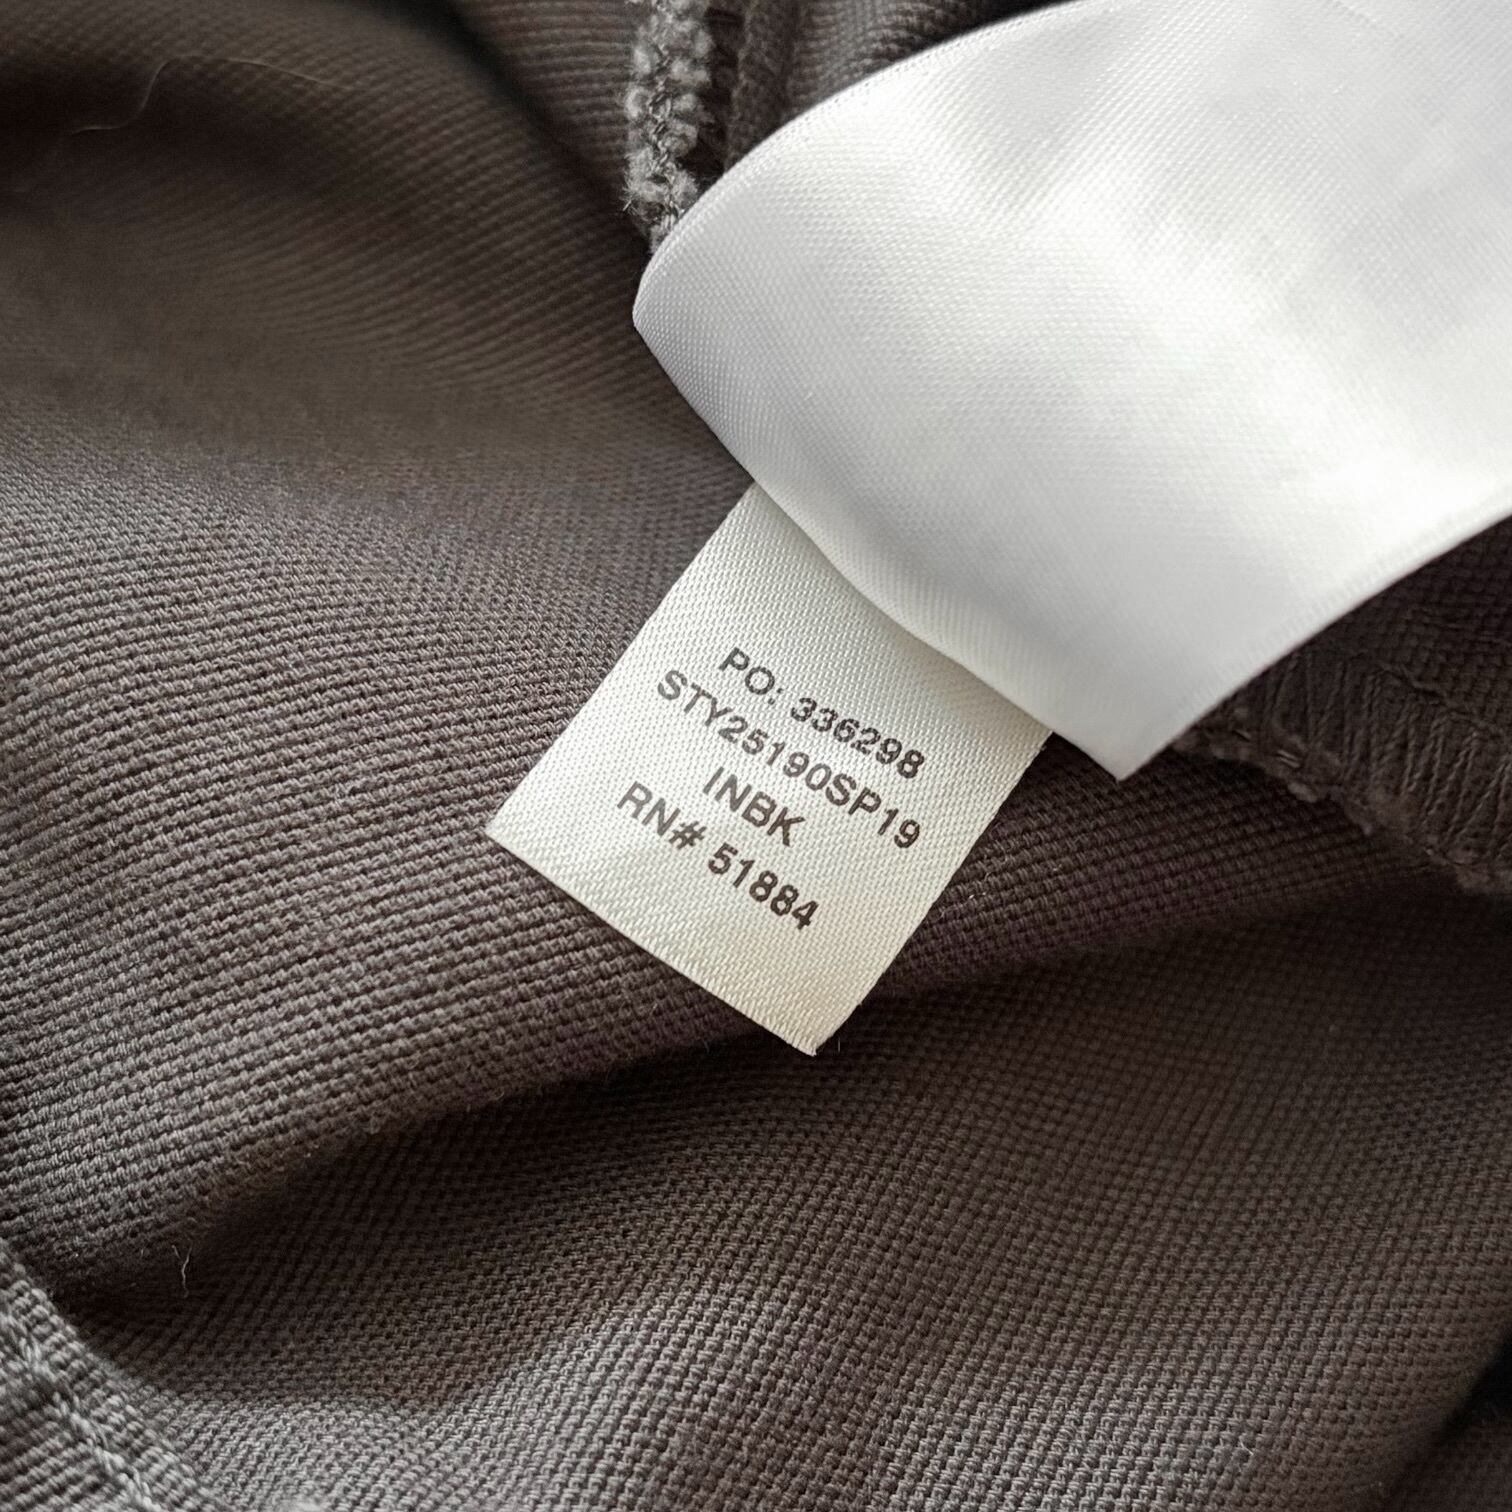 PO: 336298
STY25190SP19
INBK
RN# 51884